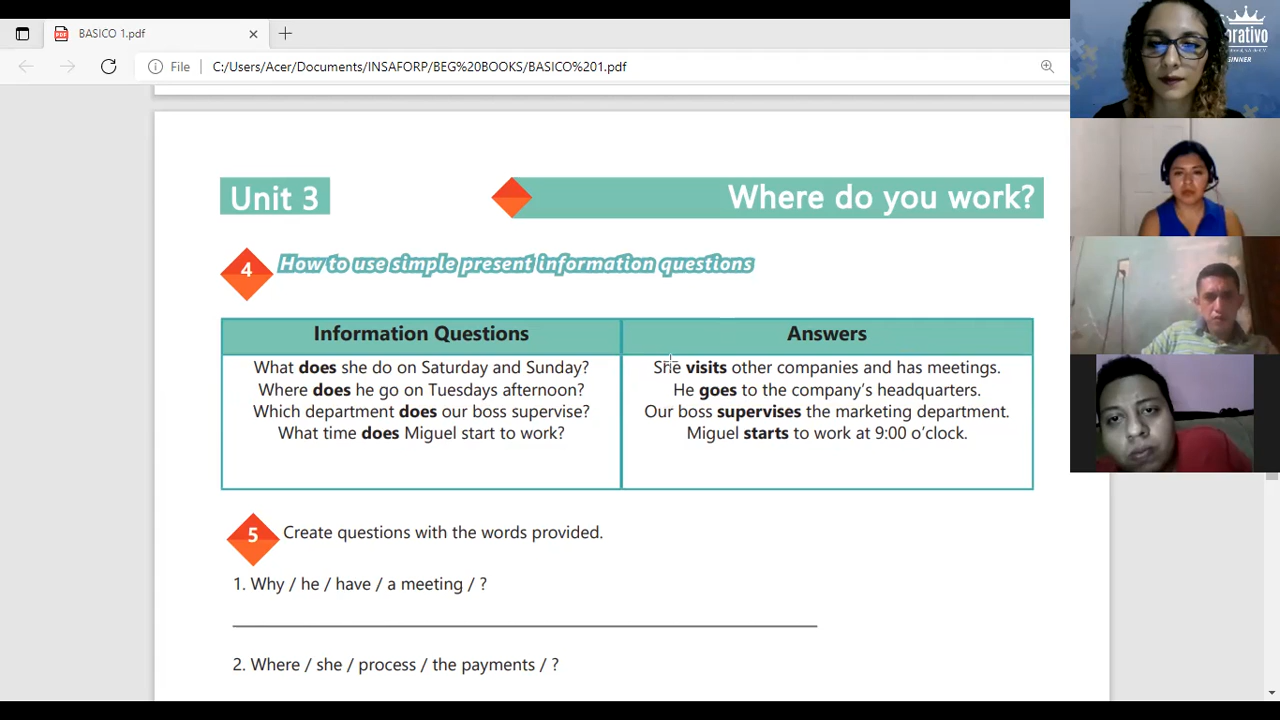 BASICO 1.pdf
File C:/Users/Acer/Documents/INSAFORP/BEG%20BOOKS/BASICO%201.pdf
Unit 3
Where do you work?
4 How to use simple present information questions
Information Questions
Answers
What does she do on Saturday and Sunday?
Where does he go on Tuesdays afternoon?
Which department does our boss supervise?
What time does Miguel start to work?
She visits other companies and has meetings.
He goes to the company's headquarters.
Our boss supervises the marketing department.
Miguel starts to work at 9:00 o'clock.
5 Create questions with the words provided.
1. Why / he / have / a meeting / ?
2. Where / she / process / the payments / ?